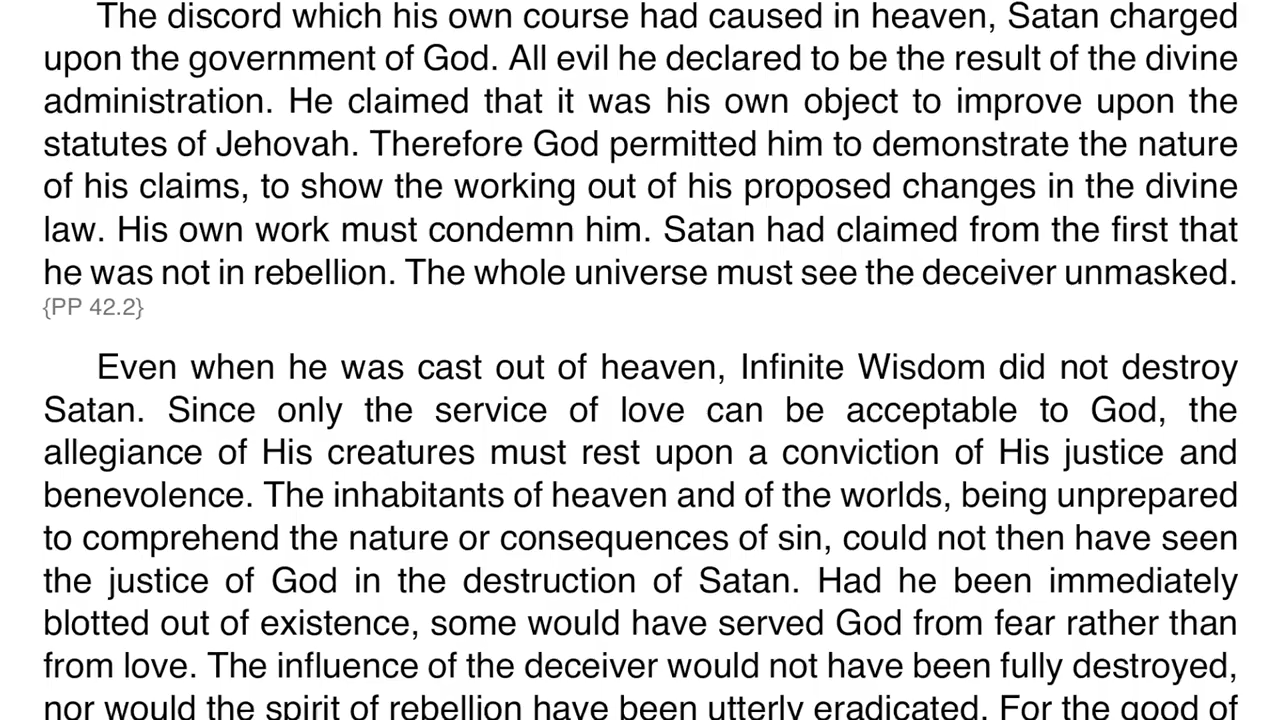 The discord which his own course had caused in heaven, Satan charged
upon the government of God. All evil he declared to be the result of the divine
administration. He claimed that it was his own object to improve upon the
statutes of Jehovah. Therefore God permitted him to demonstrate the nature
of his claims, to show the working out of his proposed changes in the divine
law. His own work must condemn him. Satan had claimed from the first that
he was not in rebellion. The whole universe must see the deceiver unmasked.
{PP 42.2}
Even when he was cast out of heaven, Infinite Wisdom did not destroy
Satan. Since only the service of love can be acceptable to God, the
allegiance of His creatures must rest upon a conviction of His justice and
benevolence. The inhabitants of heaven and of the worlds, being unprepared
to comprehend the nature or consequences of sin, could not then have seen
the justice of God in the destruction of Satan. Had he been immediately
blotted out of existence, some would have served God from fear rather than
from love. The influence of the deceiver would not have been fully destroyed,
nor would the spirit of rebellion have been utterly eradicated. For the good of